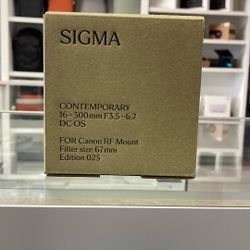 SIGMA
CONTEMPORARY
16–300mm F3.5–6.7
DC OS
FOR Canon RF Mount
Filter size 67mm
Edition 025